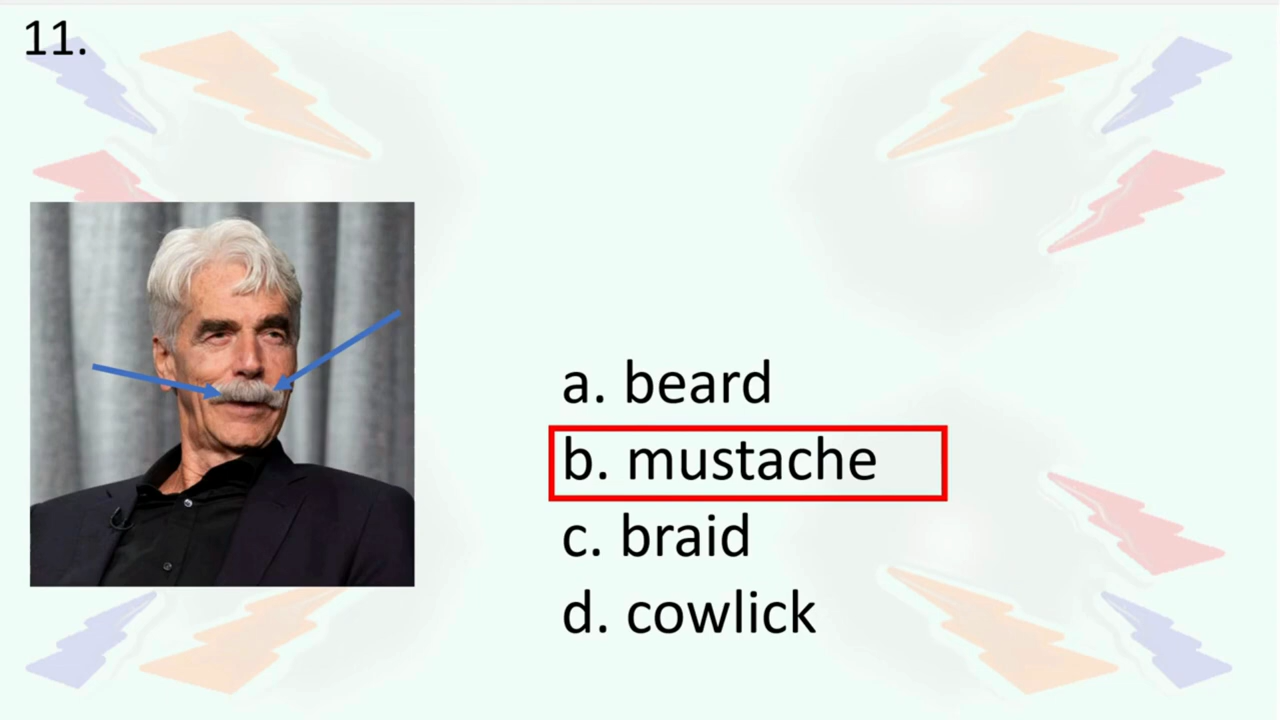 11.
a. beard
b. mustache
c. braid
d. cowlick